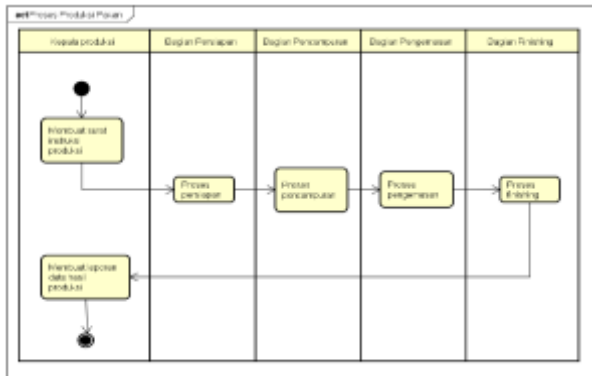 act Proses Produksi Pakan
Kepala produksi
Bagian Persiapan
Bagian Pencampuran
Bagian Pengemasan
Bagian Finishing
Membuat surat
instruksi
produksi
Proses
persiapan
Proses
pencampuran
Proses
pengemasan
Proses
finishing
Membuat laporan
data hasil
produksi